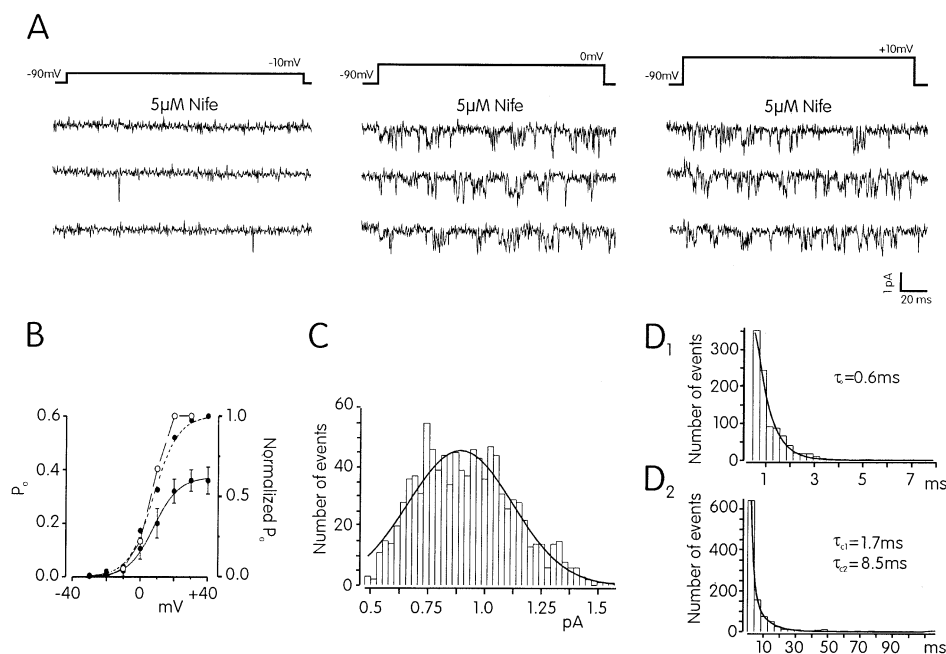 A
-90mV
-10mV
-90mV
0mV
-90mV
+10mV
5µM Nife
5µM Nife
5µM Nife
1 pA
20 ms
B
0.6
0.4
0.2
0.0
Po
1.0
0.5
0.0
Normalized Po
-40
0
+40
mV
C
60
40
20
0
Number of events
0.5
0.75
1.0
1.25
1.5
pA
D1
300
200
100
0
Number of events
τo=0.6ms
1
3
5
7
ms
D2
600
400
200
0
Number of events
τc1=1.7ms
τc2=8.5ms
10
30
50
70
90
ms